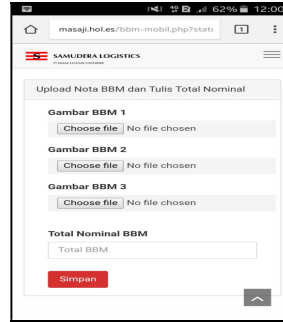 62% 12:00
masaji.hol.es/bbm-mobil.php?statu
1
SAMUDERA LOGISTICS
Upload Nota BBM dan Tulis Total Nominal
Gambar BBM 1
Choose file No file chosen
Gambar BBM 2
Choose file No file chosen
Gambar BBM 3
Choose file No file chosen
Total Nominal BBM
Total BBM
Simpan